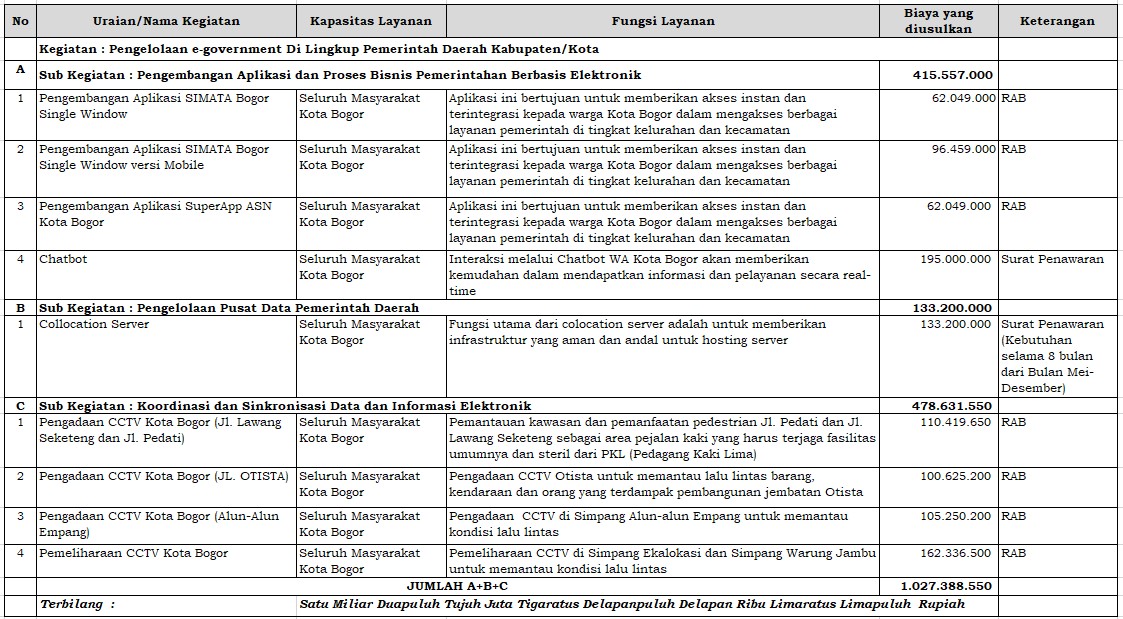 No Uraian/Nama Kegiatan Kapasitas Layanan Fungsi Layanan Biaya yang diusulkan Keterangan
Kegiatan : Pengelolaan e-government Di Lingkup Pemerintah Daerah Kabupaten/Kota
A Sub Kegiatan : Pengembangan Aplikasi dan Proses Bisnis Pemerintahan Berbasis Elektronik 415.557.000
1 Pengembangan Aplikasi SIMATA Bogor Seluruh Masyarakat Aplikasi ini bertujuan untuk memberikan akses instan dan 62.049.000 RAB
Single Window Kota Bogor terintegrasi kepada warga Kota Bogor dalam mengakses berbagai
layanan pemerintah di tingkat kelurahan dan kecamatan
2 Pengembangan Aplikasi SIMATA Bogor Seluruh Masyarakat Aplikasi ini bertujuan untuk memberikan akses instan dan 96.459.000 RAB
Single Window versi Mobile Kota Bogor terintegrasi kepada warga Kota Bogor dalam mengakses berbagai
layanan pemerintah di tingkat kelurahan dan kecamatan
3 Pengembangan Aplikasi SuperApp ASN Seluruh Masyarakat Aplikasi ini bertujuan untuk memberikan akses instan dan 62.049.000 RAB
Kota Bogor Kota Bogor terintegrasi kepada warga Kota Bogor dalam mengakses berbagai
layanan pemerintah di tingkat kelurahan dan kecamatan
4 Chatbot Seluruh Masyarakat Interaksi melalui Chatbot WA Kota Bogor akan memberikan 195.000.000 Surat Penawaran
Kota Bogor kemudahan dalam mendapatkan informasi dan pelayanan secara real-
time
B Sub Kegiatan : Pengelolaan Pusat Data Pemerintah Daerah 133.200.000
1 Collocation Server Seluruh Masyarakat Fungsi utama dari colocation server adalah untuk memberikan 133.200.000 Surat Penawaran
Kota Bogor infrastruktur yang aman dan andal untuk hosting server (Kebutuhan
selama 8 bulan
dari Bulan Mei-
Desember)
C Sub Kegiatan : Koordinasi dan Sinkronisasi Data dan Informasi Elektronik 478.631.550
1 Pengadaan CCTV Kota Bogor (Jl. Lawang Seluruh Masyarakat Pemantauan kawasan dan pemanfaatan pedestrian Jl. Pedati dan Jl. 110.419.650 RAB
Seketeng dan Jl. Pedati) Kota Bogor Lawang Seketeng sebagai area pejalan kaki yang harus terjaga fasilitas
umumnya dan steril dari PKL (Pedagang Kaki Lima)
2 Pengadaan CCTV Kota Bogor (JL. OTISTA) Seluruh Masyarakat Pengadaan CCTV Otista untuk memantau lalu lintas barang, 100.625.200 RAB
Kota Bogor kendaraan dan orang yang terdampak pembangunan jembatan Otista
3 Pengadaan CCTV Kota Bogor (Alun-Alun Seluruh Masyarakat Pengadaan CCTV di Simpang Alun-alun Empang untuk memantau 105.250.200 RAB
Empang) Kota Bogor kondisi lalu lintas
4 Pemeliharaan CCTV Kota Bogor Seluruh Masyarakat Pemeliharaan CCTV di Simpang Ekalokasi dan Simpang Warung Jambu 162.336.500 RAB
Kota Bogor untuk memantau kondisi lalu lintas
JUMLAH A+B+C 1.027.388.550
Terbilang : Satu Miliar Duapuluh Tujuh Juta Tigaratus Delapanpuluh Delapan Ribu Limaratus Limapuluh Rupiah